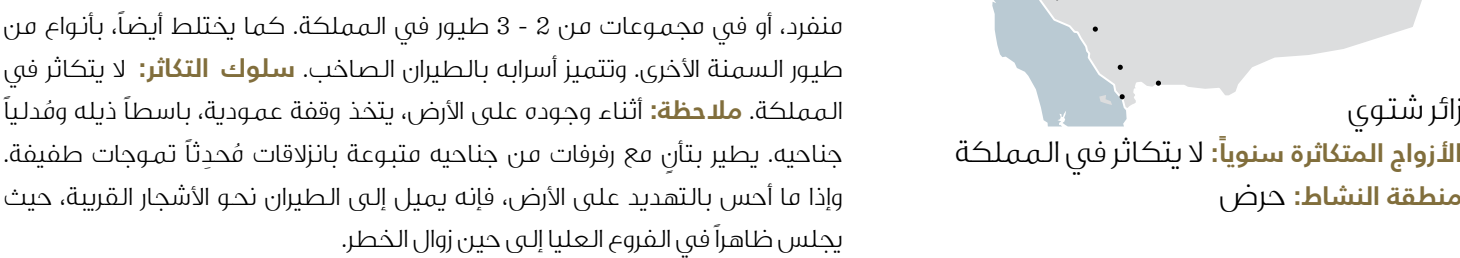 زائر شتوي
الأزواج المتكاثرة سنوياً: لا يتكاثر في المملكة
منطقة النشاط: حرض
منفرد، أو في مجموعات من 2 - 3 طيور في المملكة. كما يختلط أيضاً، بأنواع من
طيور السمنة الأخرى. وتتميز أسرابه بالطيران الصاخب. سلوك التكاثر: لا يتكاثر في
المملكة. ملاحظة: أثناء وجوده على الأرض، يتخذ وقفة عمودية، باسطاً ذيله ومُدلياً
جناحيه. يطير بتأنٍ مع رفرفات من جناحيه متبوعة بانزلاقات مُحدِثاً تموجات طفيفة.
وإذا ما أحس بالتهديد على الأرض، فإنه يميل إلى الطيران نحو الأشجار القريبة، حيث
يجلس ظاهراً في الفروع العليا إلى حين زوال الخطر.